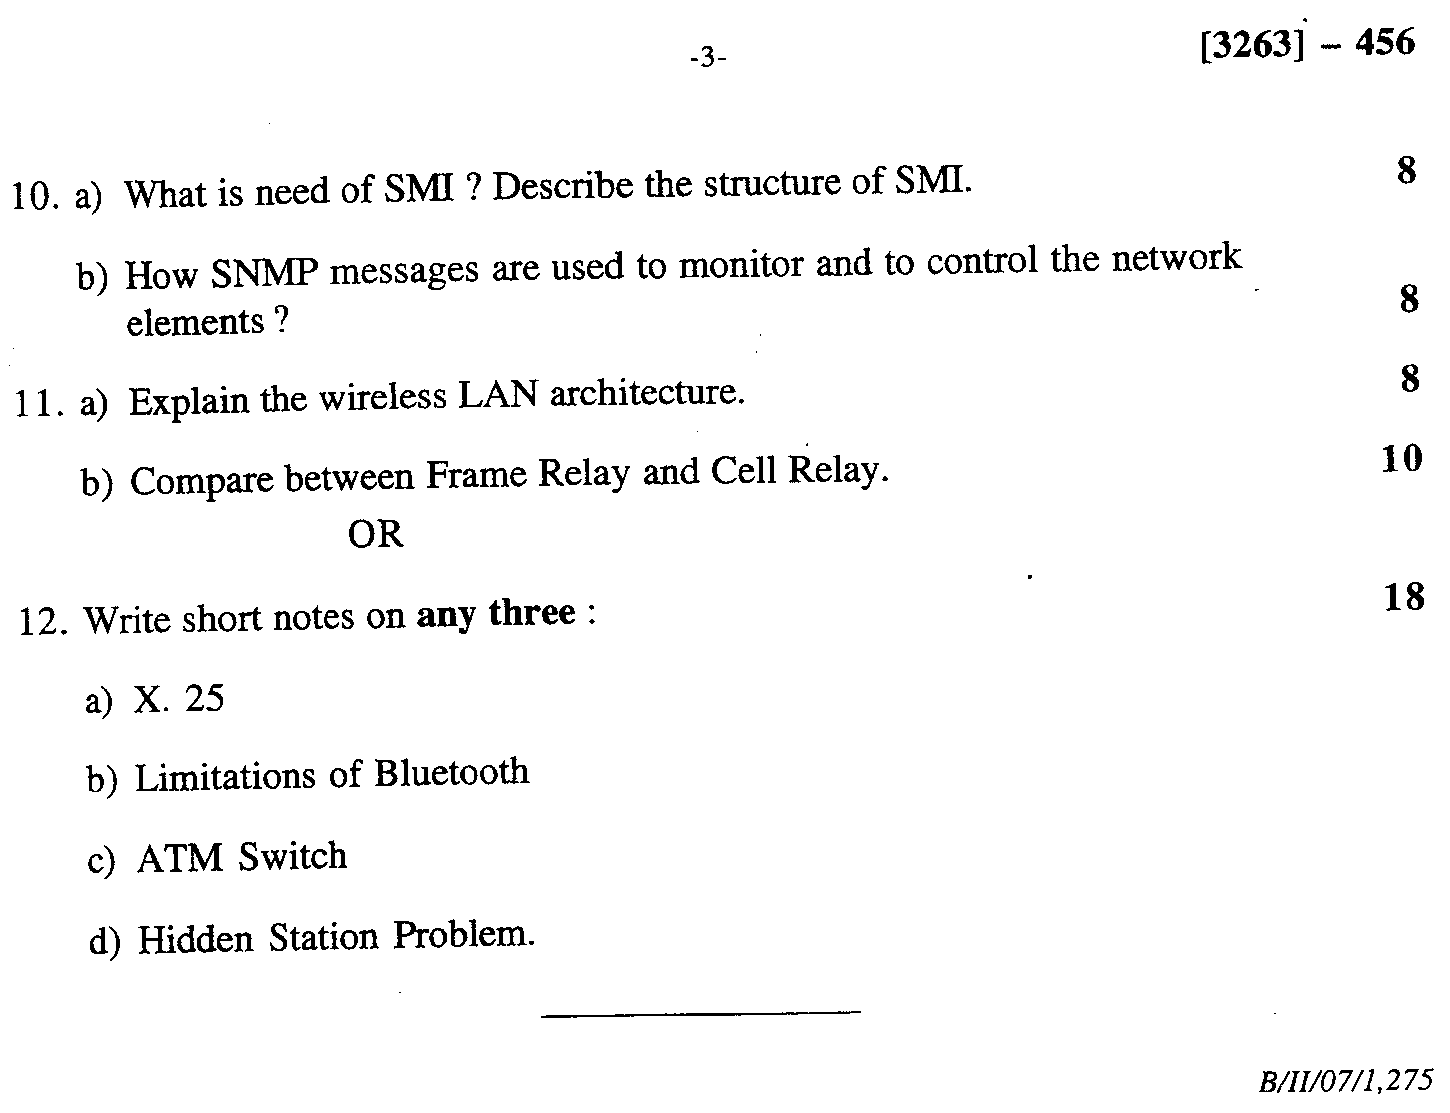 -3-
[3263] – 456
10. a) What is need of SMI ? Describe the structure of SMI. 8
b) How SNMP messages are used to monitor and to control the network
elements ? 8
11. a) Explain the wireless LAN architecture. 8
b) Compare between Frame Relay and Cell Relay. 10
OR
12. Write short notes on any three : 18
a) X. 25
b) Limitations of Bluetooth
c) ATM Switch
d) Hidden Station Problem.
B/II/07/1,275